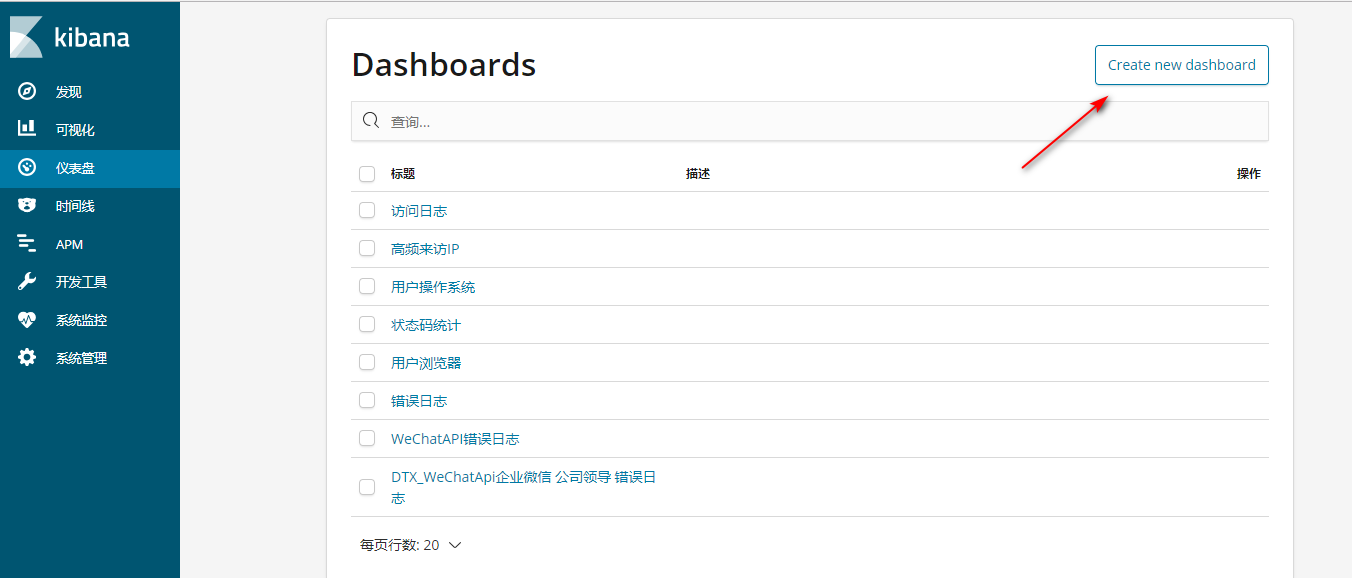 kibana
发现
可视化
仪表盘
时间线
APM
开发工具
系统监控
系统管理
Dashboards
Create new dashboard
查询...
标题 描述 操作
访问日志
高频来访IP
用户操作系统
状态码统计
用户浏览器
错误日志
WeChatAPI错误日志
DTX_WeChatApi企业微信 公司领导 错误日
志
每页行数: 20